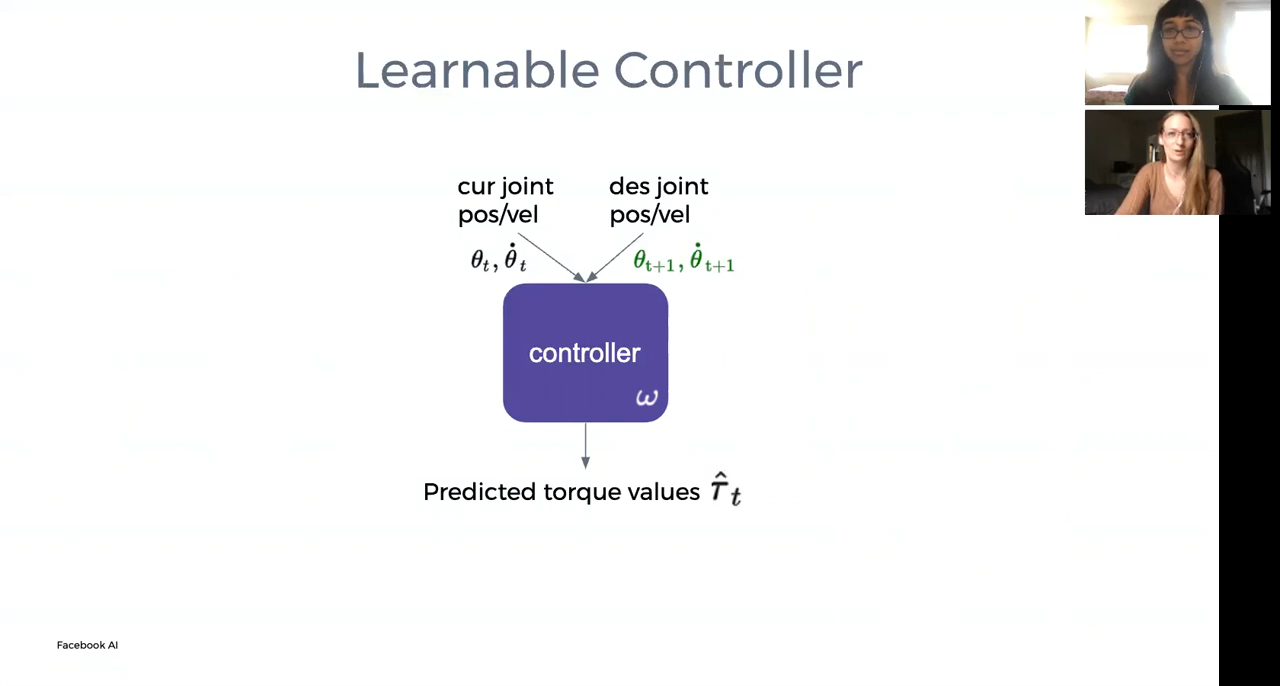 Learnable Controller
cur joint
pos/vel
des joint
pos/vel
θₜ, θ̇ₜ
θₜ₊₁, θ̇ₜ₊₁
controller
ω
Predicted torque values τ̂ₜ
Facebook AI